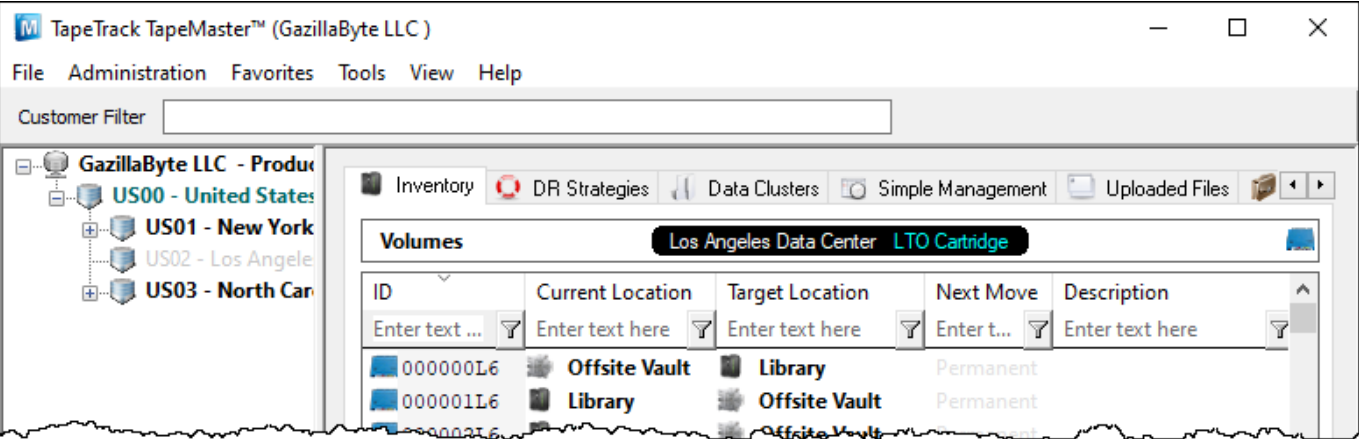 TapeTrack TapeMaster™ (GazillaByte LLC )
File Administration Favorites Tools View Help
Customer Filter
GazillaByte LLC - Produc
US00 - United States
US01 - New York
US02 - Los Angele
US03 - North Car
Inventory DR Strategies Data Clusters Simple Management Uploaded Files
Volumes Los Angeles Data Center LTO Cartridge
ID Current Location Target Location Next Move Description
Enter text ... Enter text here Enter text here Enter t... Enter text here
000000L6 Offsite Vault Library Permanent
000001L6 Library Offsite Vault Permanent
000002L6 Offsite Vault